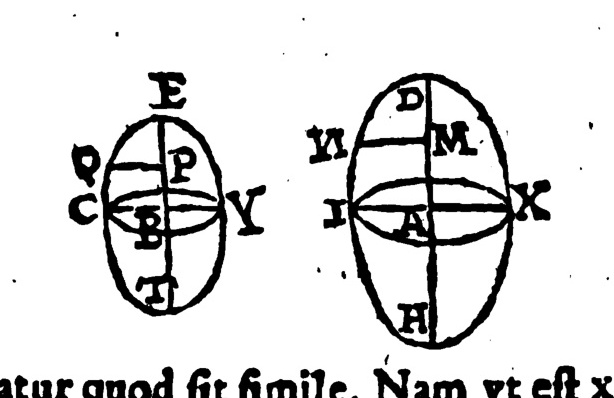 E
D
Q P
N M
C B Y
I A X
T
H
atur quod ſit ſimile. Nam vt eſt x